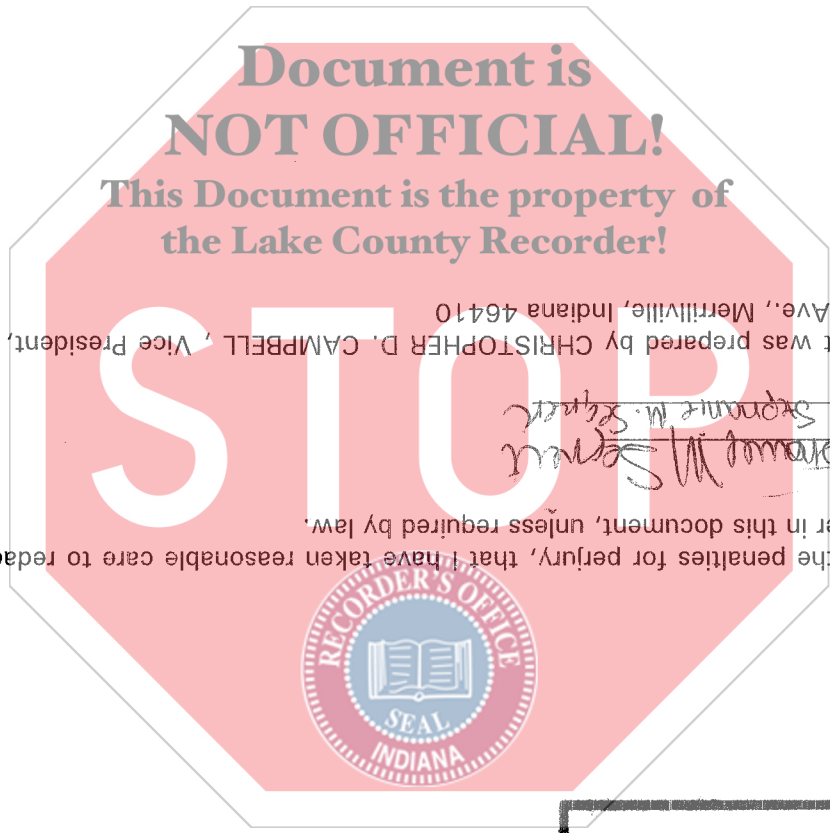 Document is
NOT OFFICIAL!
This Document is the property of
the Lake County Recorder!
STOP
the penalties for perjury, that I have taken reasonable care to redac
er in this document, unless required by law.
Stephanie M.
t was prepared by CHRISTOPHER D. CAMPBELL , Vice President,
Ave., Merrillville, Indiana 46410
RECORDER'S OFFICE
SEAL
INDIANA